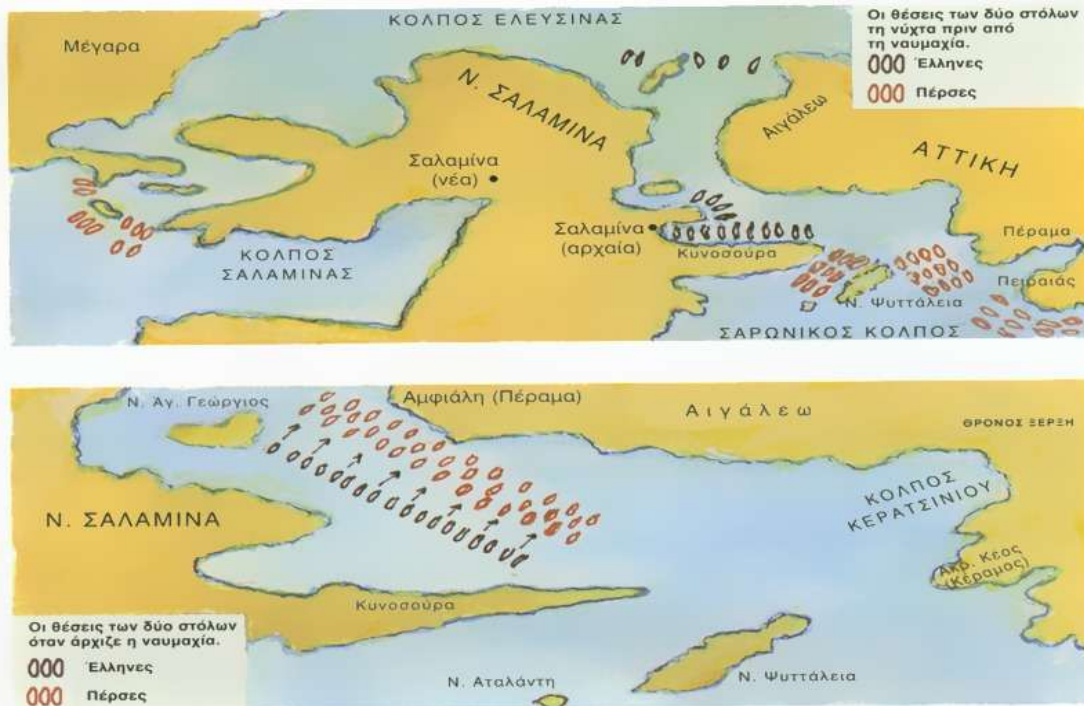 ΚΟΛΠΟΣ ΕΛΕΥΣΙΝΑΣ
Μέγαρα
Ν. ΣΑΛΑΜΙΝΑ
Σαλαμίνα
(νέα)
Αιγάλεω
ΑΤΤΙΚΗ
Σαλαμίνα
(αρχαία)
Κυνοσούρα
ΚΟΛΠΟΣ
ΣΑΛΑΜΙΝΑΣ
Πέραμα
Πειραιάς
Ν. Ψυττάλεια
ΣΑΡΩΝΙΚΟΣ ΚΟΛΠΟΣ
Οι θέσεις των δύο στόλων
τη νύχτα πριν από
τη ναυμαχία.
Έλληνες
Πέρσες
Ν. Άγ. Γεώργιος
Αμφιάλη (Πέραμα)
Αιγάλεω
ΘΡΟΝΟΣ ΞΕΡΞΗ
ΚΟΛΠΟΣ
ΚΕΡΑΤΣΙΝΙΟΥ
Ν. ΣΑΛΑΜΙΝΑ
Ακρ. Κέος
(Κέραμος)
Κυνοσούρα
Ν. Αταλάντη
Ν. Ψυττάλεια
Οι θέσεις των δύο στόλων
όταν άρχιζε η ναυμαχία.
Έλληνες
Πέρσες